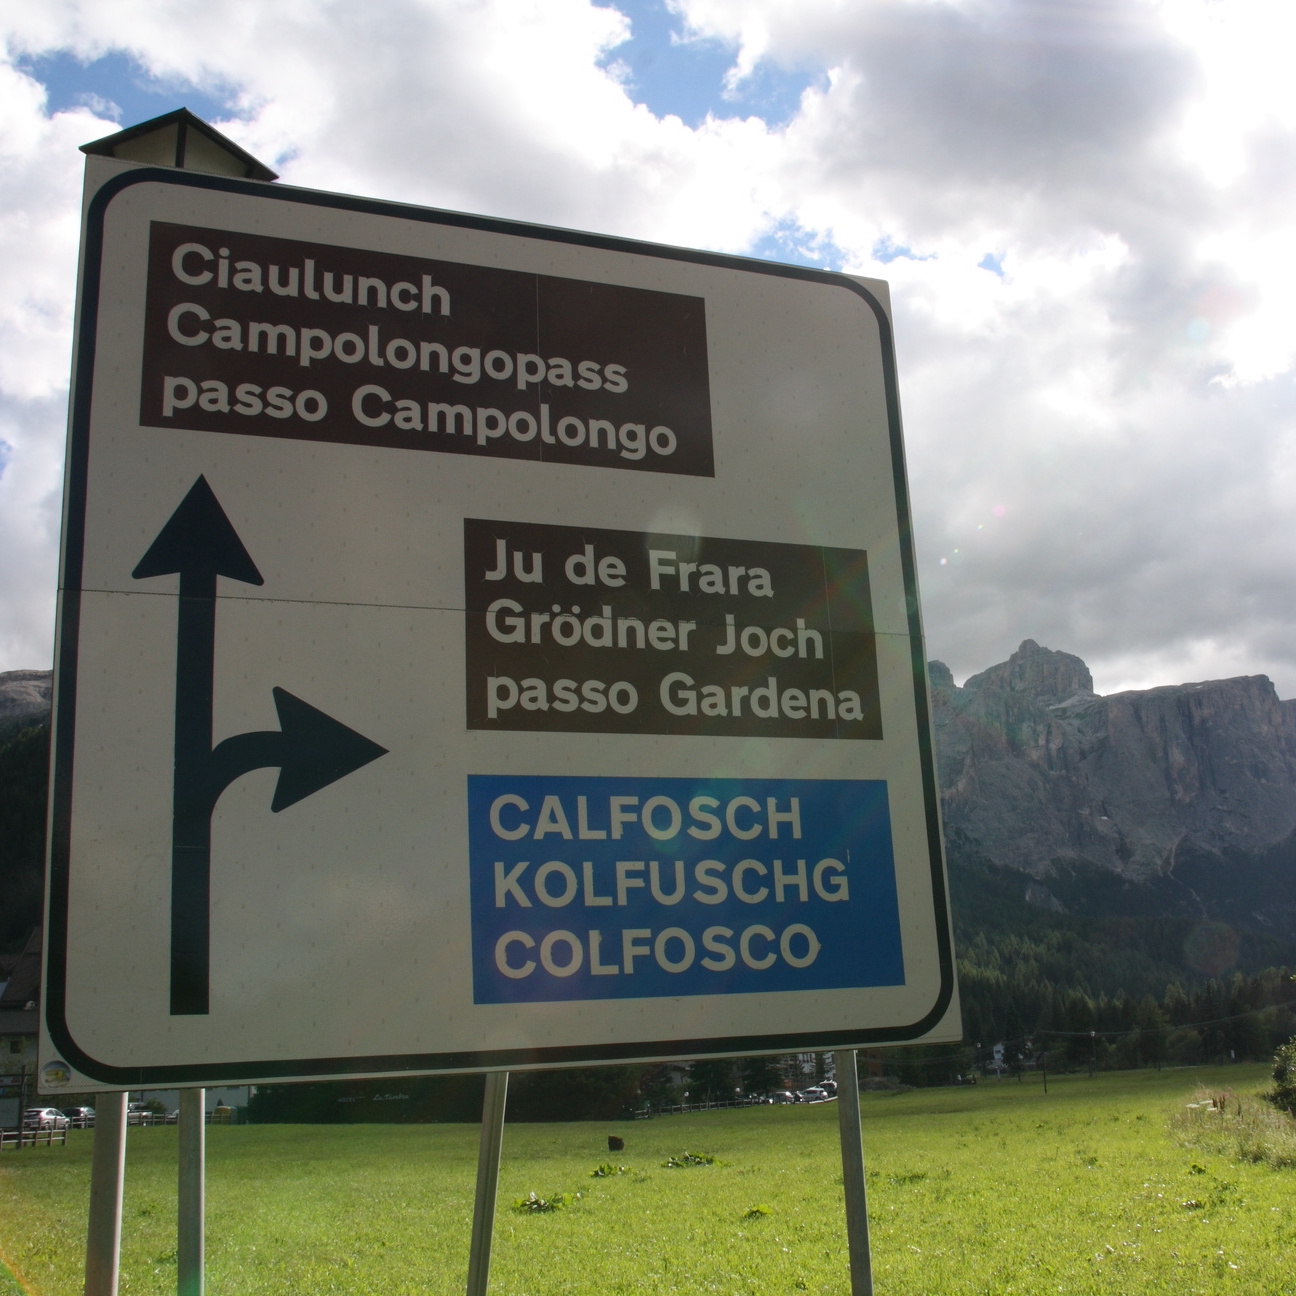 Ciaulunch
Campolongopass
passo Campolongo
Ju de Frara
Grödner Joch
passo Gardena
CALFOSCH
KOLFUSCHG
COLFOSCO